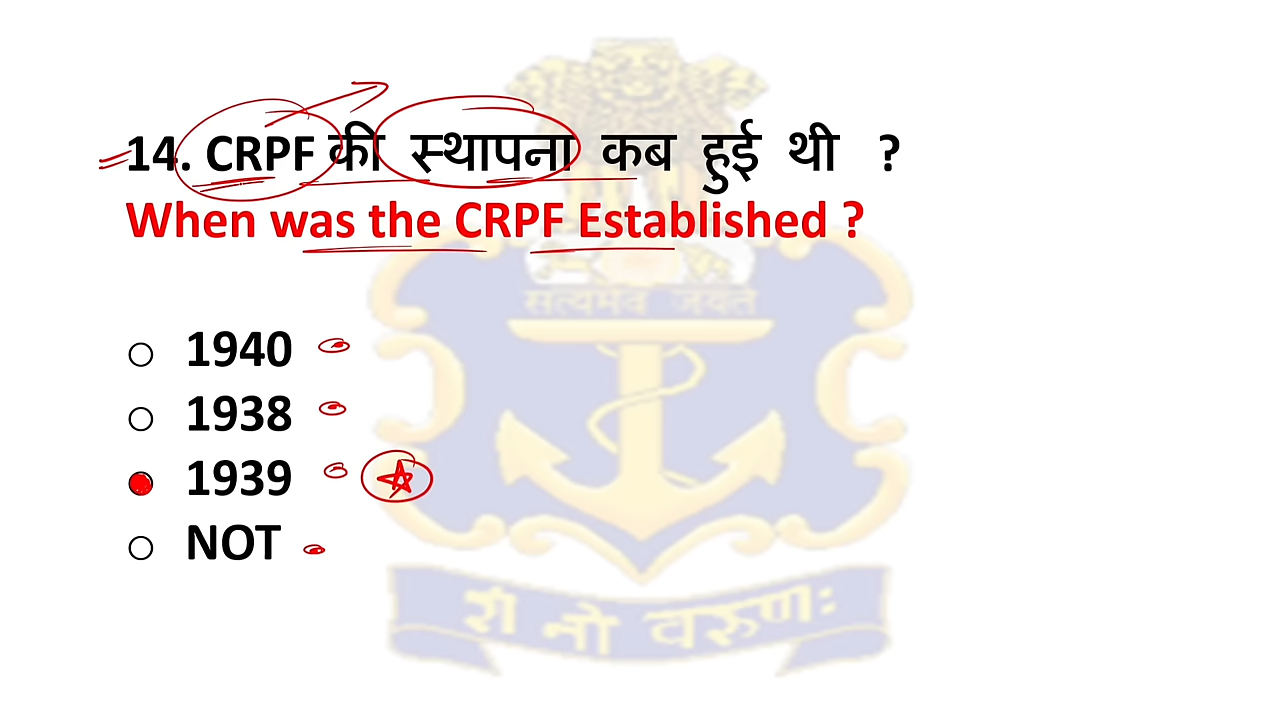 14. CRPF की स्थापना कब हुई थी ?
When was the CRPF Established ?
सत्यमेव जयते
1940
1938
1939
NOT
शं नो वरुणः